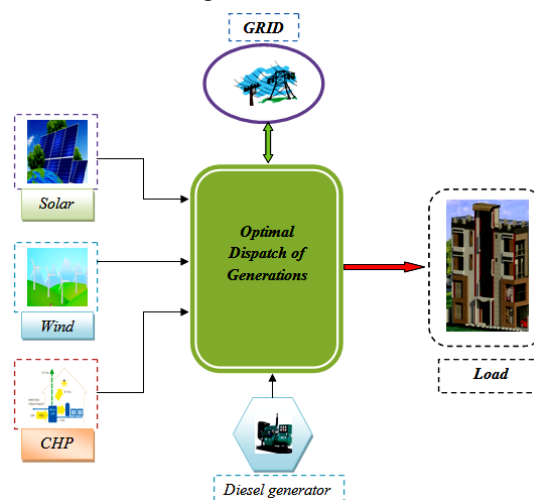 GRID
Solar
Optimal
Dispatch of
Generations
Wind
Load
CHP
Diesel generator